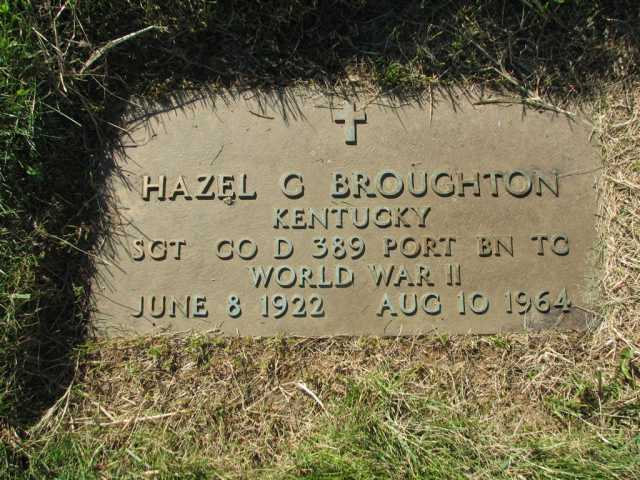 HAZEL C BROUGHTON
KENTUCKY
SGT CO D 389 PORT BN TC
WORLD WAR II
JUNE 8 1922 AUG 10 1964